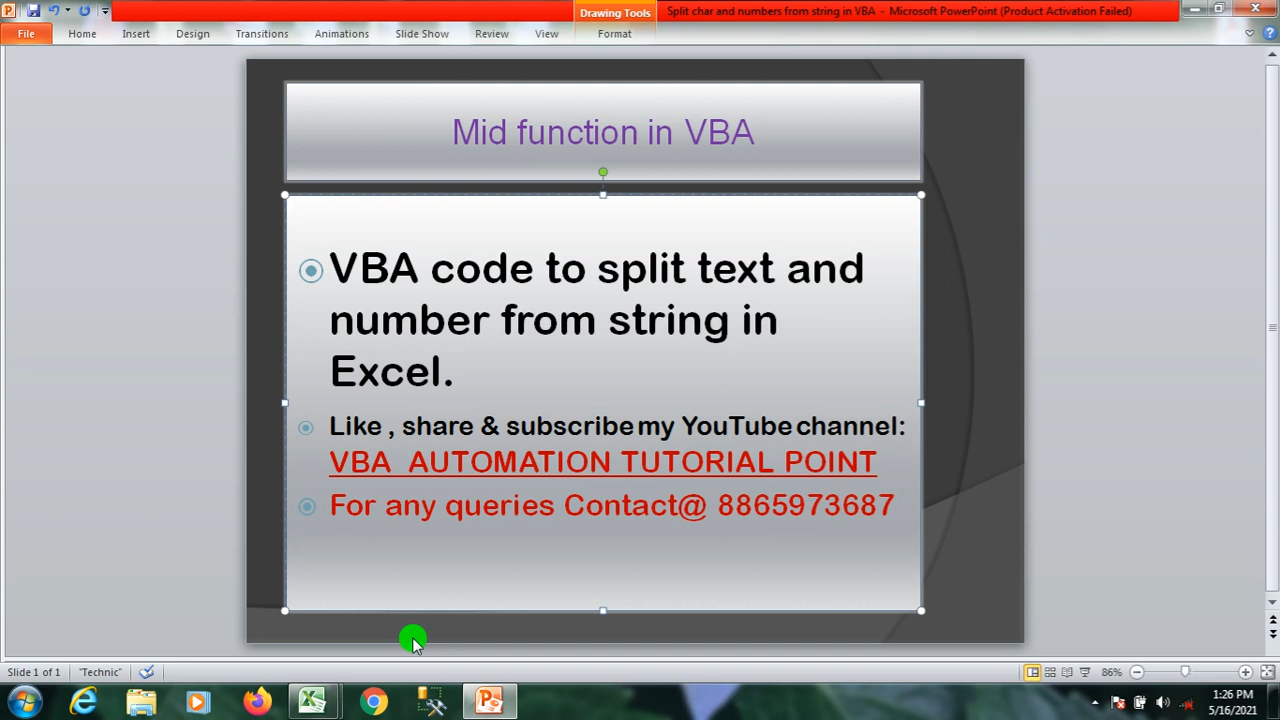 Drawing Tools
Split char and numbers from string in VBA - Microsoft PowerPoint (Product Activation Failed)
File Home Insert Design Transitions Animations Slide Show Review View Format
Mid function in VBA
VBA code to split text and
number from string in
Excel.
Like , share & subscribe my YouTube channel:
VBA AUTOMATION TUTORIAL POINT
For any queries Contact@ 8865973687
Slide 1 of 1 "Technic" 86%
1:26 PM
5/16/2021